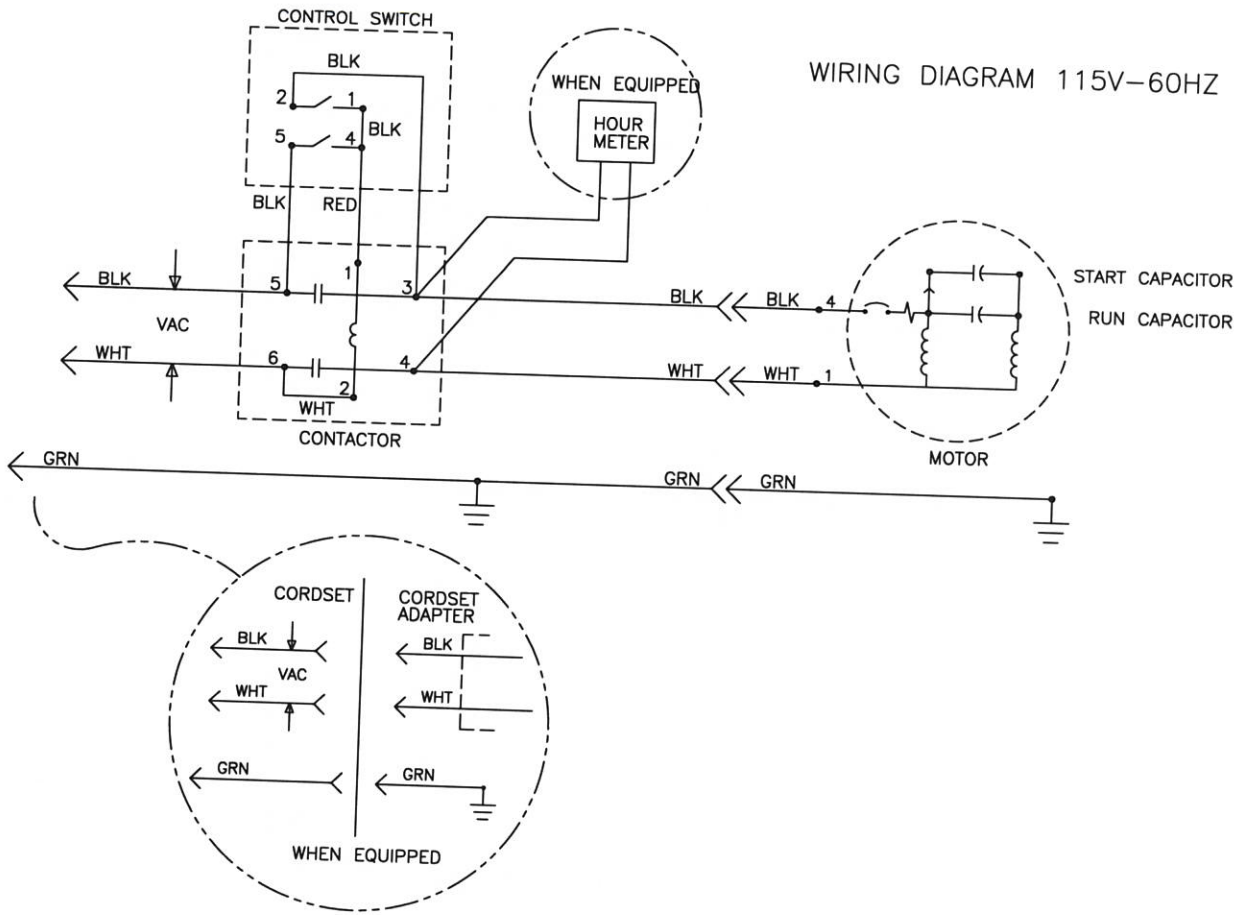 CONTROL SWITCH
WIRING DIAGRAM 115V-60HZ
BLK
WHEN EQUIPPED
HOUR
METER
2 1
BLK
5 4
BLK RED
1
BLK 5 3 BLK BLK 4
START CAPACITOR
RUN CAPACITOR
VAC
WHT 6 4 WHT WHT 1
2
WHT
CONTACTOR
MOTOR
GRN GRN GRN
CORDSET
CORDSET
ADAPTER
BLK BLK
VAC
WHT WHT
GRN GRN
WHEN EQUIPPED